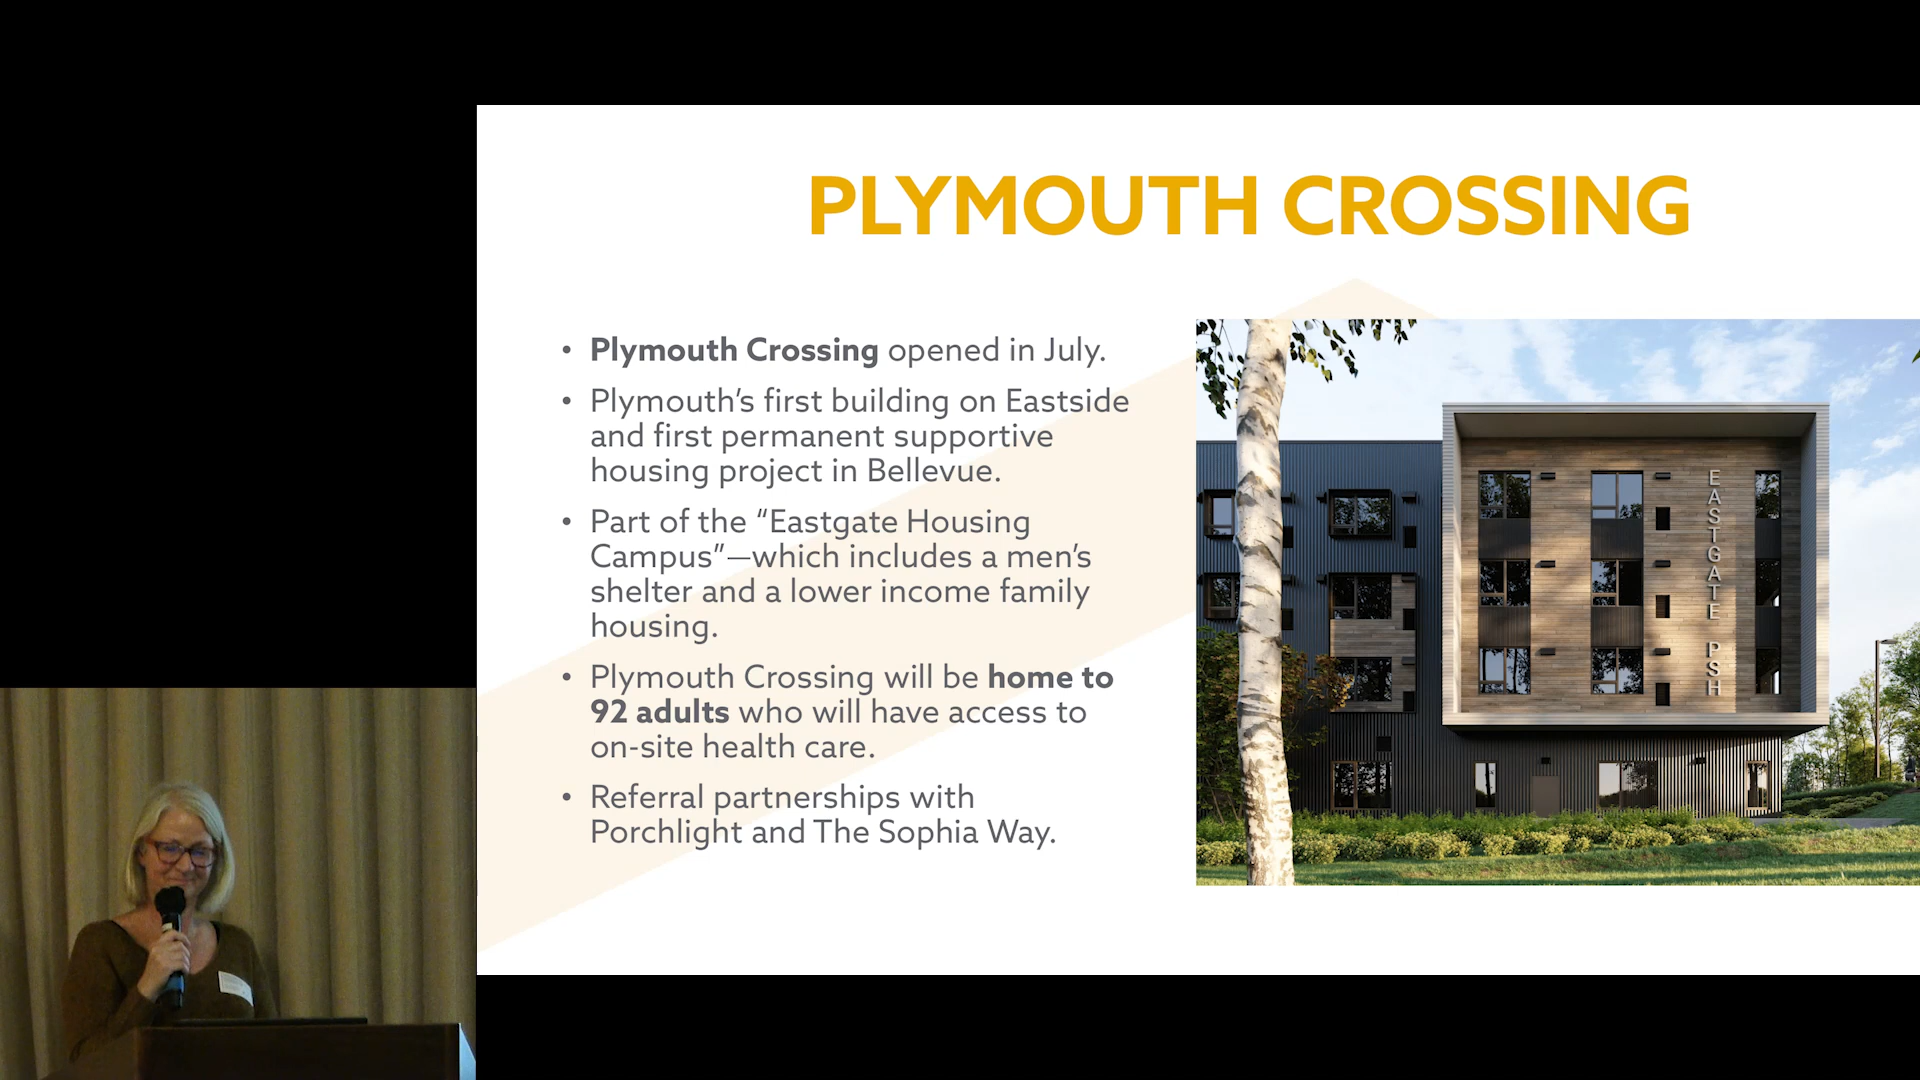 PLYMOUTH CROSSING
• Plymouth Crossing opened in July.
• Plymouth’s first building on Eastside
and first permanent supportive
housing project in Bellevue.
• Part of the “Eastgate Housing
Campus”—which includes a men’s
shelter and a lower income family
housing.
• Plymouth Crossing will be home to
92 adults who will have access to
on-site health care.
• Referral partnerships with
Porchlight and The Sophia Way.
EASTGATE PSH